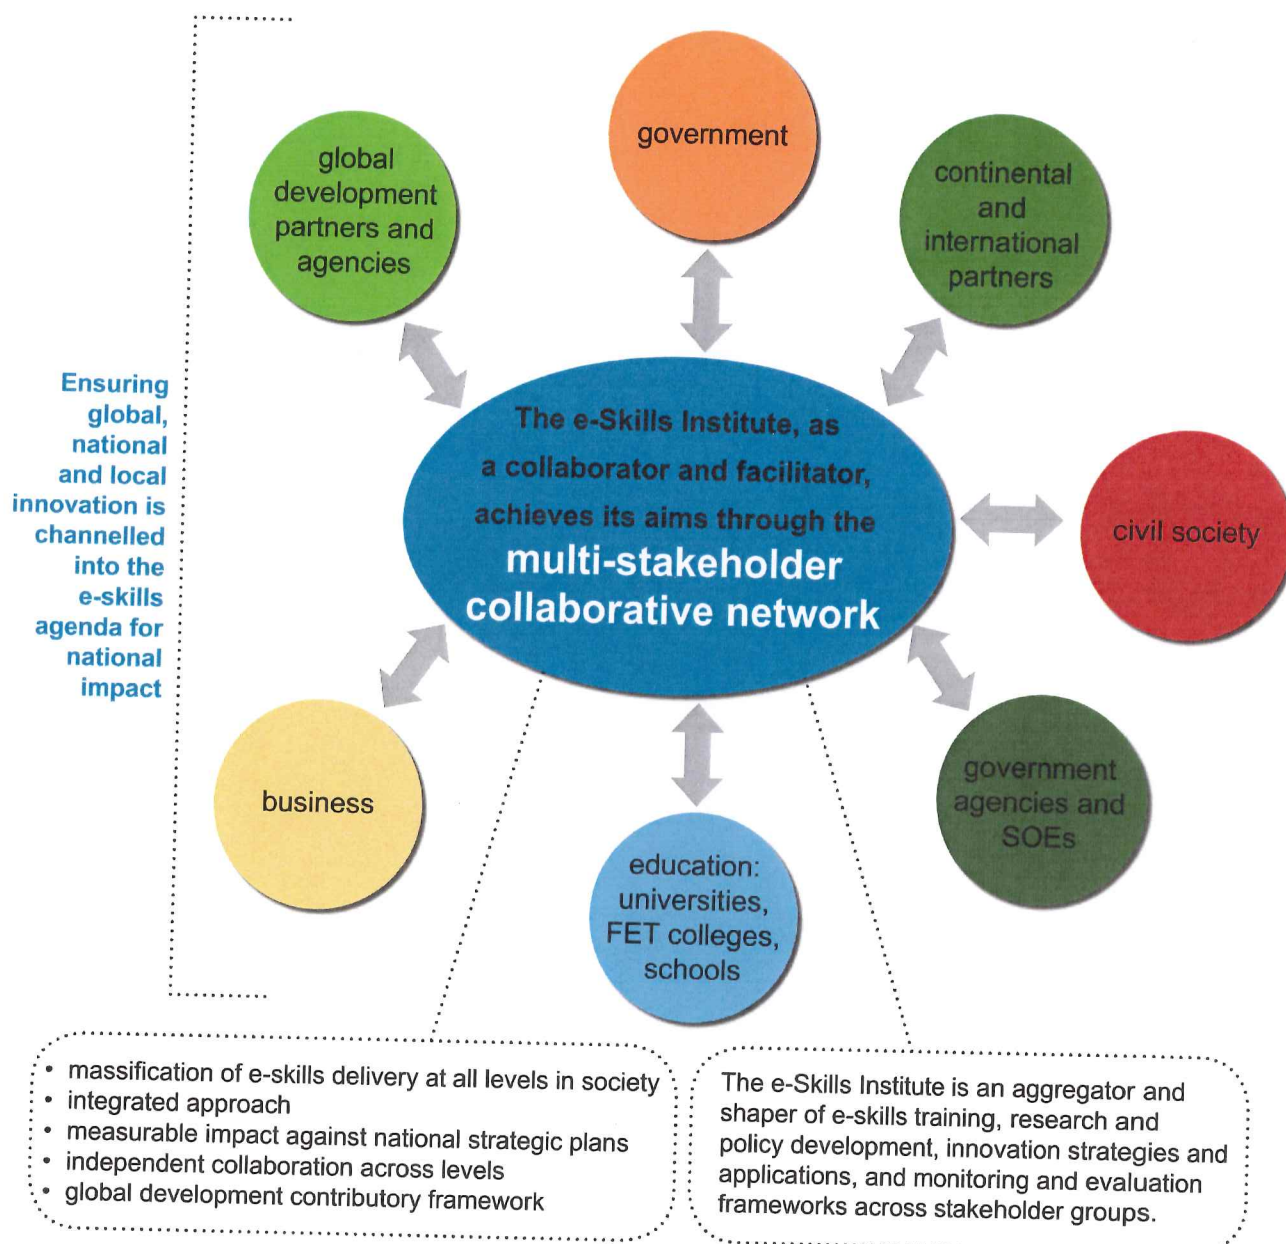 government
global
development
partners and
agencies
continental
and
international
partners
Ensuring
global,
national
and local
innovation is
channelled
into the
e-skills
agenda for
national
impact
The e-Skills Institute, as
a collaborator and facilitator,
achieves its aims through the
multi-stakeholder
collaborative network
civil society
business
government
agencies and
SOEs
education:
universities,
FET colleges,
schools
• massification of e-skills delivery at all levels in society
• integrated approach
• measurable impact against national strategic plans
• independent collaboration across levels
• global development contributory framework
The e-Skills Institute is an aggregator and
shaper of e-skills training, research and
policy development, innovation strategies and
applications, and monitoring and evaluation
frameworks across stakeholder groups.